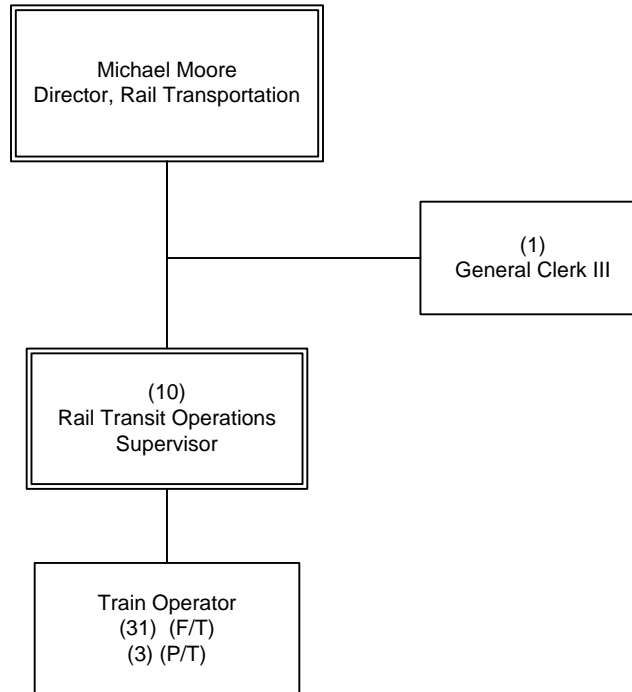 Michael Moore
Director, Rail Transportation
(1)
General Clerk III
(10)
Rail Transit Operations
Supervisor
Train Operator
(31) (F/T)
(3) (P/T)